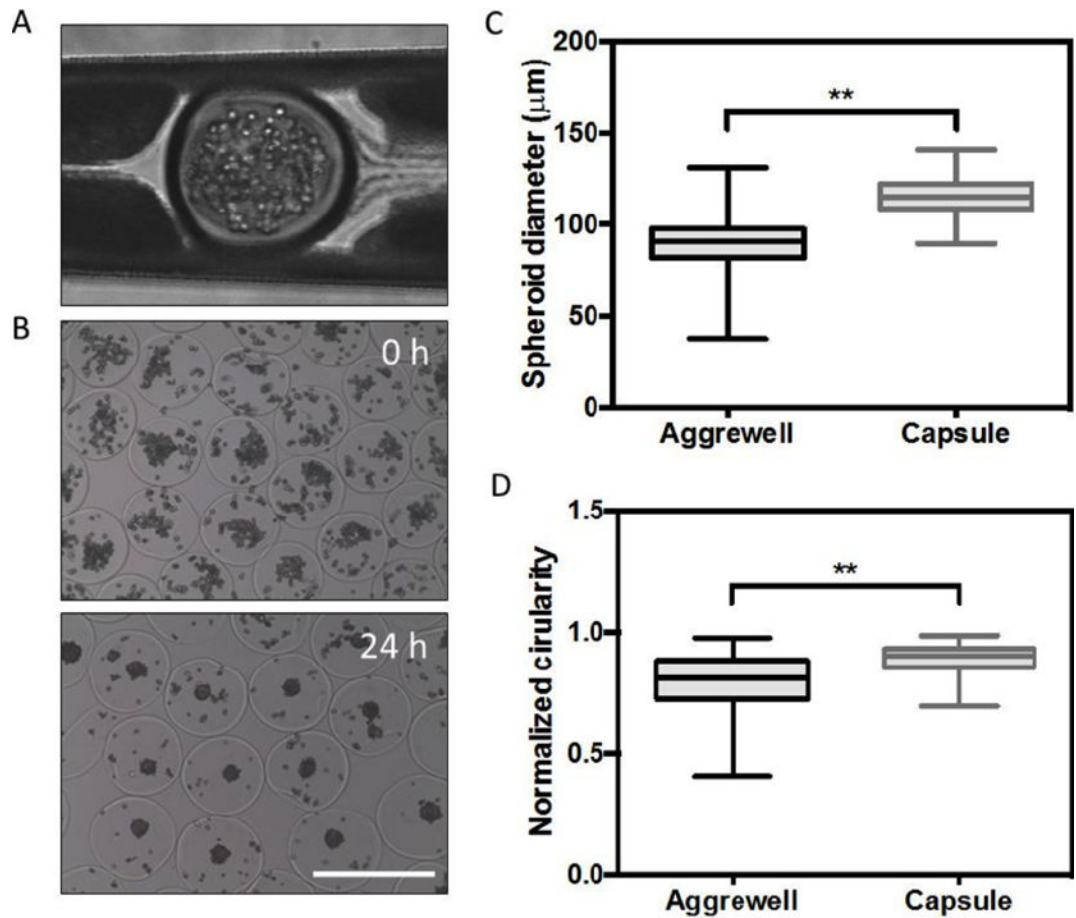 A
B
0 h
24 h
C
200
150
100
50
0
Spheroid diameter (μm)
**
Aggrewell
Capsule
D
1.5
1.0
0.5
0.0
Normalized cirularity
**
Aggrewell
Capsule